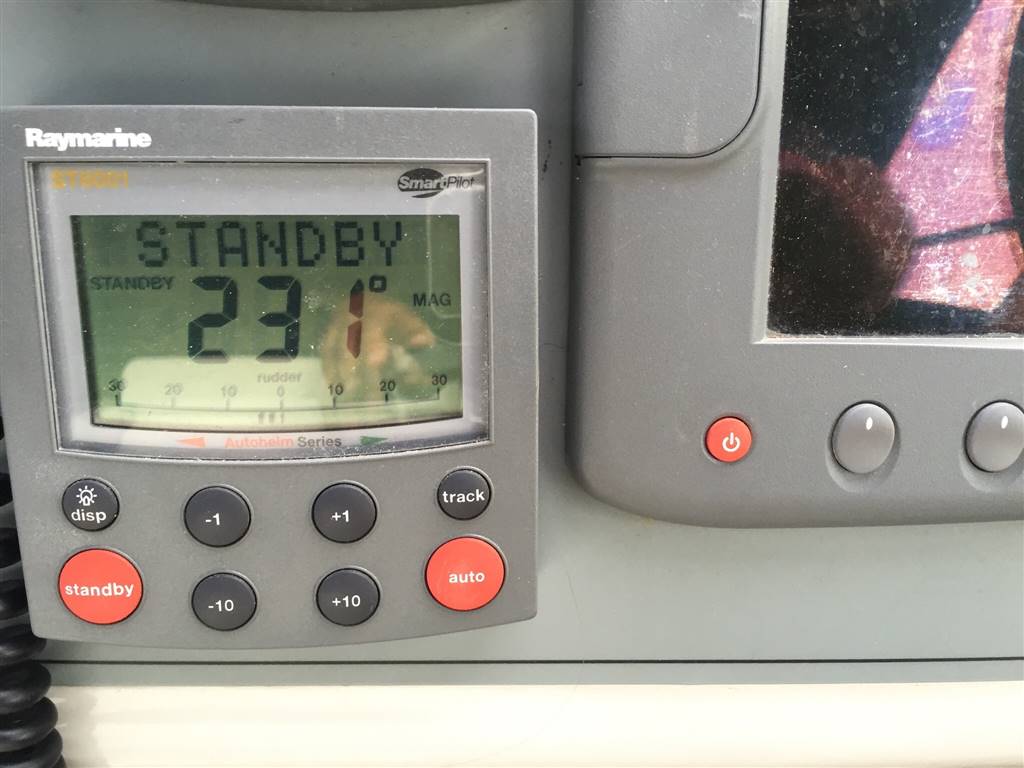 Raymarine
ST6001 SmartPilot
STANDBY
STANDBY 231° MAG
rudder
30 20 10 0 10 20 30
Autohelm Series
disp -1 +1 track
standby -10 +10 auto